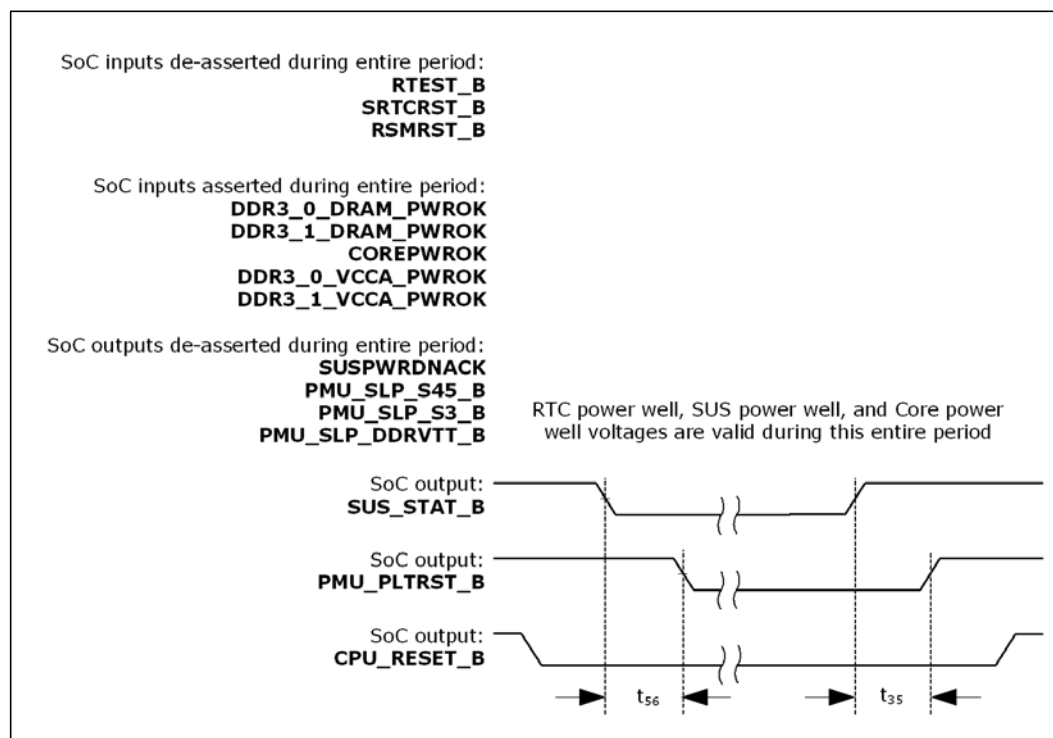 SoC inputs de-asserted during entire period:
RTEST_B
SRTCRST_B
RSMRST_B
SoC inputs asserted during entire period:
DDR3_0_DRAM_PWROK
DDR3_1_DRAM_PWROK
COREPWROK
DDR3_0_VCCA_PWROK
DDR3_1_VCCA_PWROK
SoC outputs de-asserted during entire period:
SUSPWRDNACK
PMU_SLP_S45_B
PMU_SLP_S3_B
PMU_SLP_DDRVTT_B
RTC power well, SUS power well, and Core power
well voltages are valid during this entire period
SoC output:
SUS_STAT_B
SoC output:
PMU_PLTRST_B
SoC output:
CPU_RESET_B
t56
t35